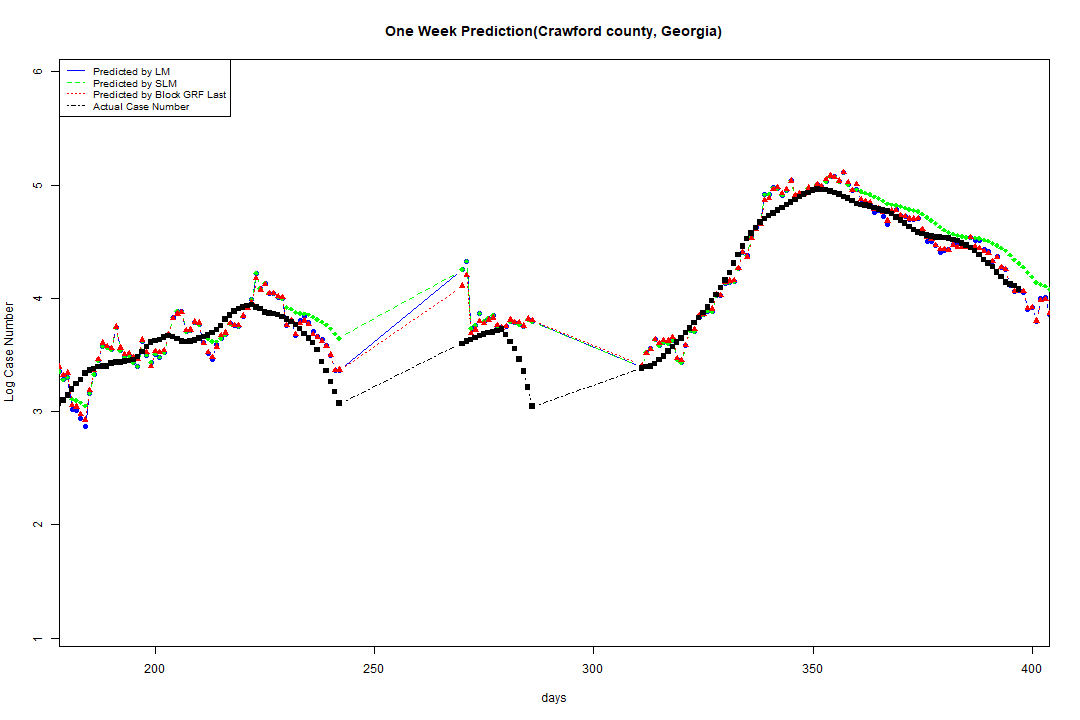 One Week Prediction(Crawford county, Georgia)
Predicted by LM
Predicted by SLM
Predicted by Block GRF Last
Actual Case Number
Log Case Number
6
5
4
3
2
1
200
250
300
350
400
days